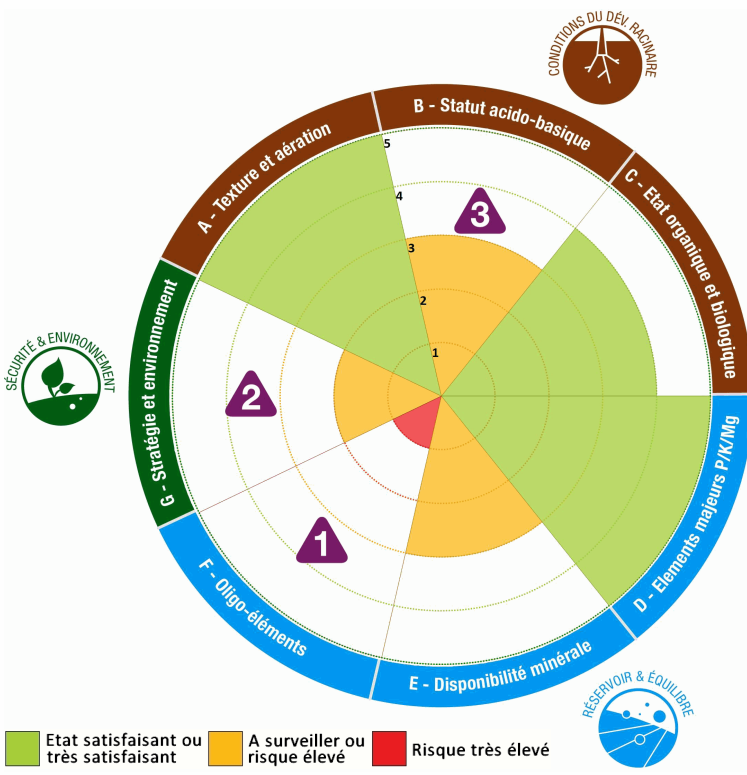 CONDITIONS DU DÉV. RACINAIRE
B - Statut acido-basique
A - Texture et aération
C - Etat organique et biologique
5
4
3
3
2
1
SÉCURITÉ & ENVIRONNEMENT
G - Stratégie et environnement
2
D - Elements majeurs P/K/Mg
1
F - Oligo-éléments
E - Disponibilité minérale
RÉSERVOIR & ÉQUILIBRE
Etat satisfaisant ou
très satisfaisant
A surveiller ou
risque élevé
Risque très élevé